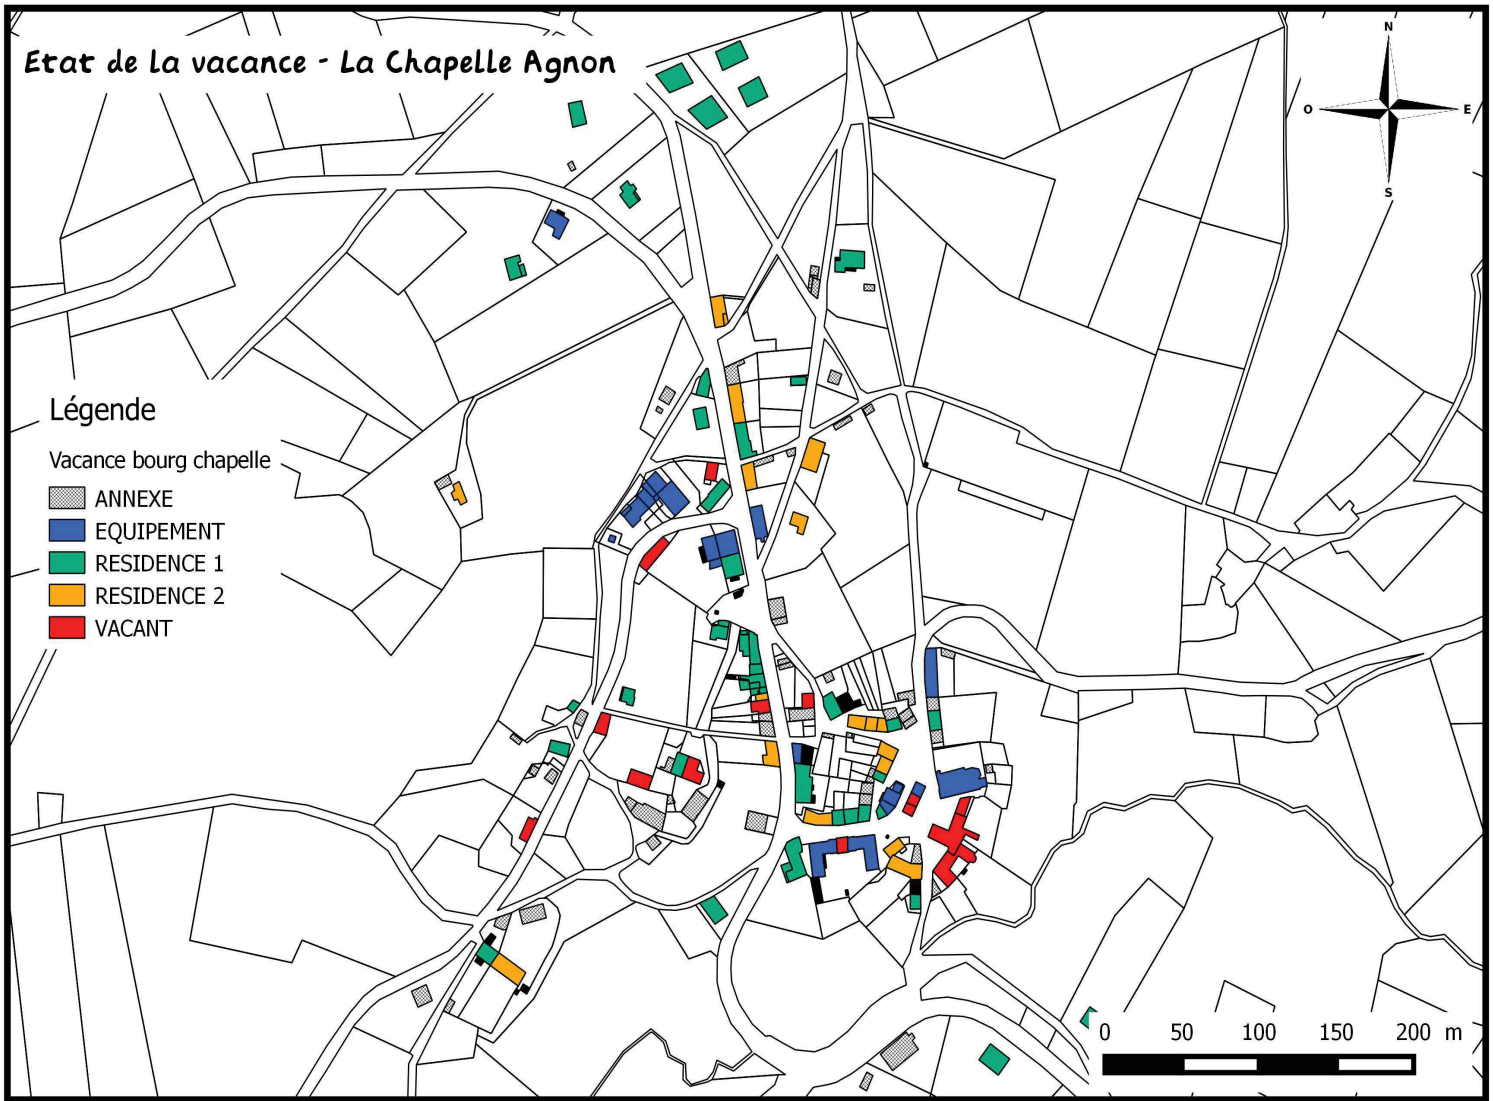 Etat de la vacance - La Chapelle Agnon
N
O
E
S
Légende
Vacance bourg chapelle
ANNEXE
EQUIPEMENT
RESIDENCE 1
RESIDENCE 2
VACANT
0 50 100 150 200 m